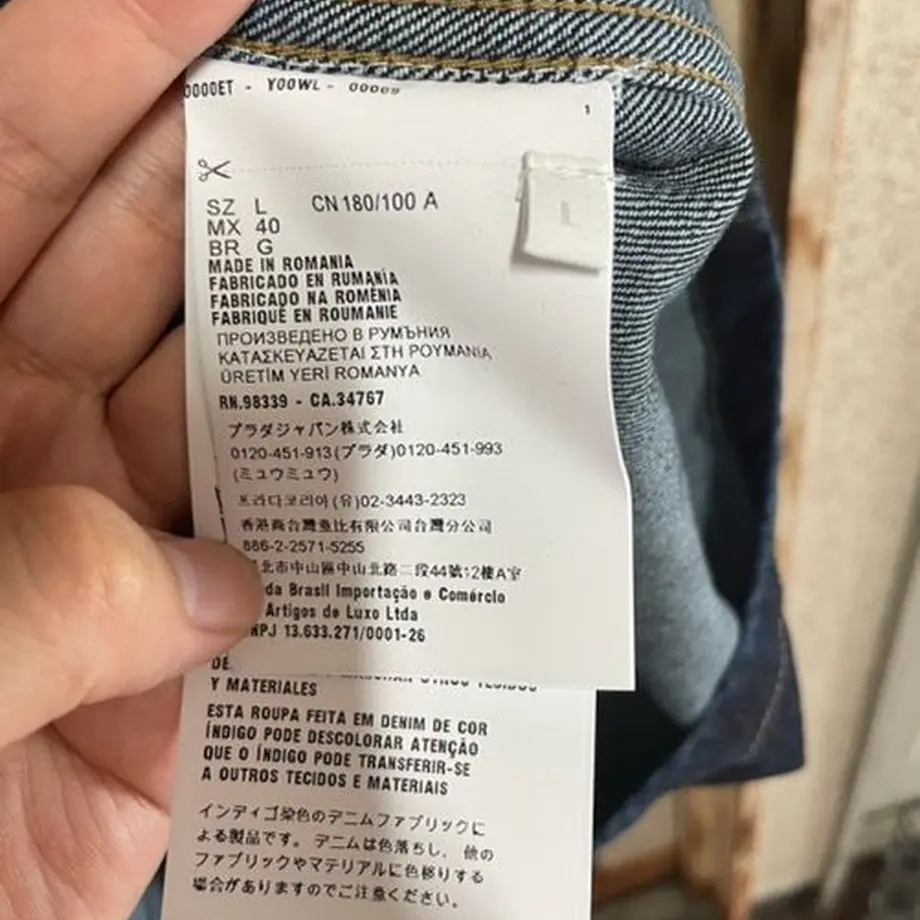 0000ET - Y00WL - 00009
1
SZ L CN 180/100 A
L
MX 40
BR G
MADE IN ROMANIA
FABRICADO EN RUMANÍA
FABRICADO NA ROMÊNIA
FABRIQUÉ EN ROUMANIE
ПРОИЗВЕДЕНО В РУМЪНИЯ
ΚΑΤΑΣΚΕΥΑΖΕΤΑΙ ΣΤΗ ΡΟΥΜΑΝΙΑ
ÜRETİM YERİ ROMANYA
RN.98339 - CA.34767
プラダジャパン株式会社
0120-451-913(プラダ)0120-451-993
(ミュウミュウ)
프라다코리아(유)02-3443-2323
香港商台灣壹比有限公司台灣分公司
886-2-2571-5255
北市中山區中山北路二段44號12樓A室
da Brasil Importação e Comércio
Artigos de Luxo Ltda
NPJ 13.633.271/0001-26
DE
Y MATERIALES
ESTA ROUPA FEITA EM DENIM DE COR
ÍNDIGO PODE DESCOLORAR ATENÇÃO
QUE O ÍNDIGO PODE TRANSFERIR-SE
A OUTROS TECIDOS E MATERIAIS
インディゴ染色のデニムファブリックに
よる製品です。デニムは色落ちし、他の
ファブリックやマテリアルに色移りする
場合がありますのでご注意ください。